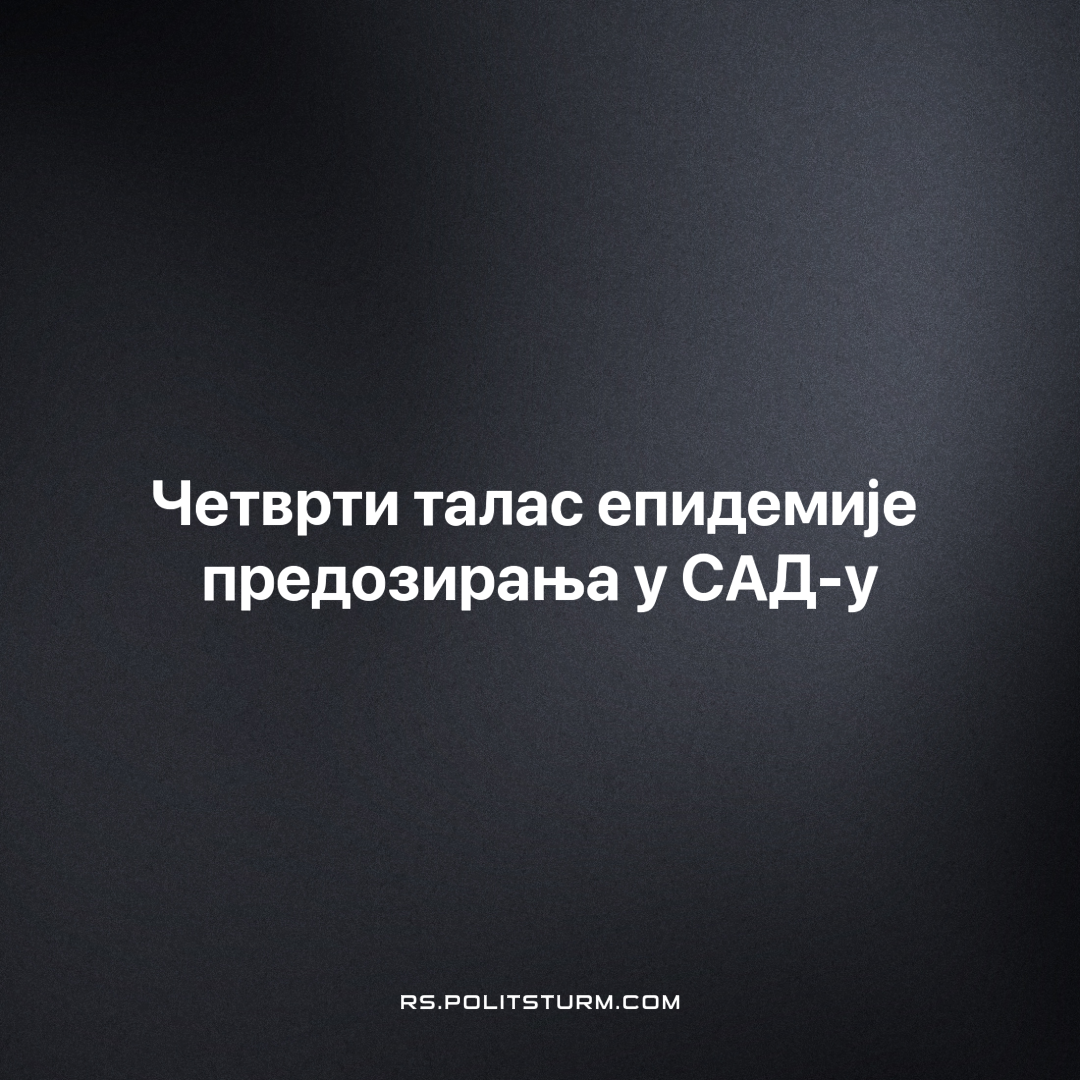 Четврти талас епидемије
предозирања у САД-у
RS.POLITSTURM.COM